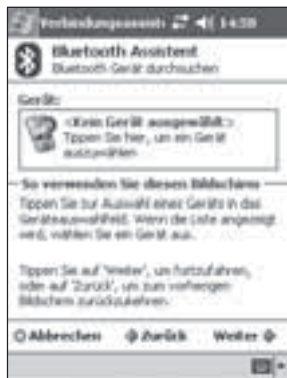 Verbindungsassist. 14:58
Bluetooth Assistent
Bluetooth Gerät durchsuchen
Gerät:
<Kein Gerät ausgewählt>
Tippen Sie hier, um ein Gerät
auszuwählen
So verwenden Sie diesen Bildschirm
Tippen Sie zur Auswahl eines Geräts in das
Geräteauswahlfeld. Wenn die Liste angezeigt
wird, wählen Sie ein Gerät aus.
Tippen Sie auf 'Weiter', um fortzufahren,
oder auf 'Zurück', um zum vorherigen
Bildschirm zurückzukehren.
Abbrechen Zurück Weiter